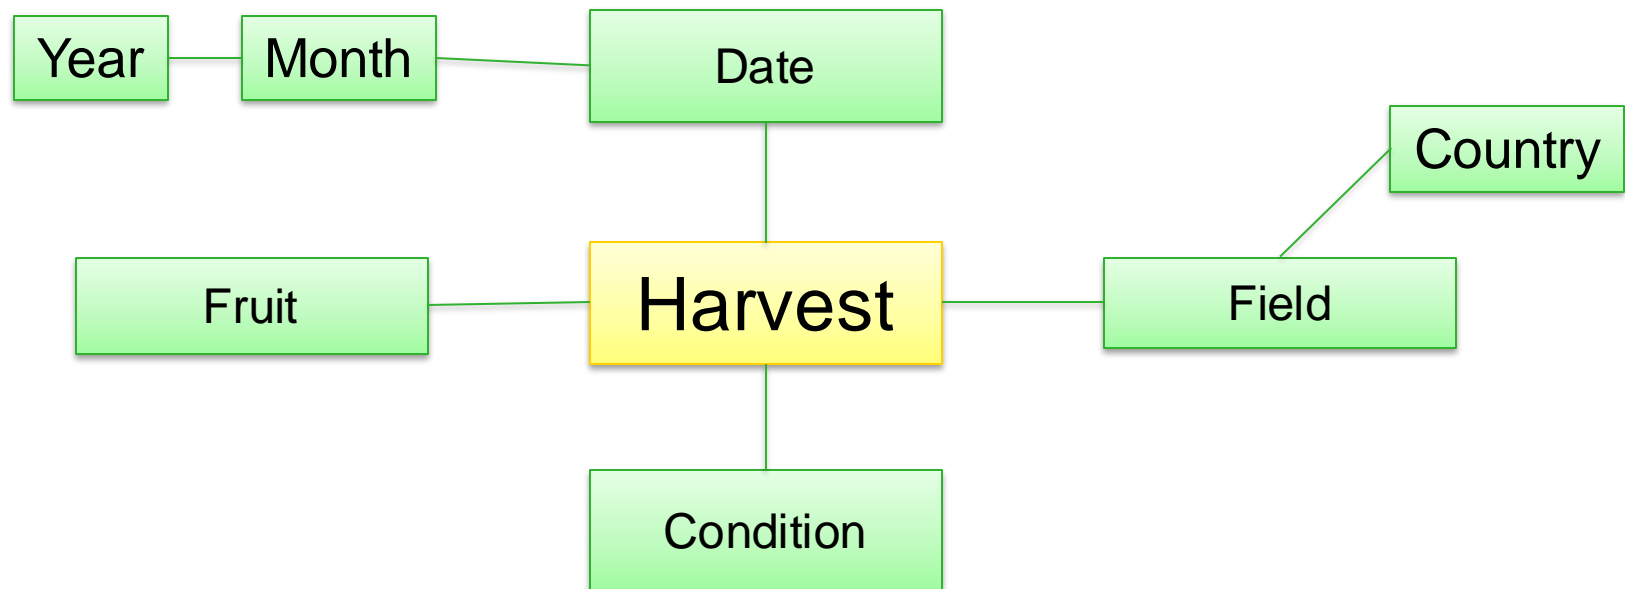 Year
Month
Date
Country
Fruit
Harvest
Field
Condition